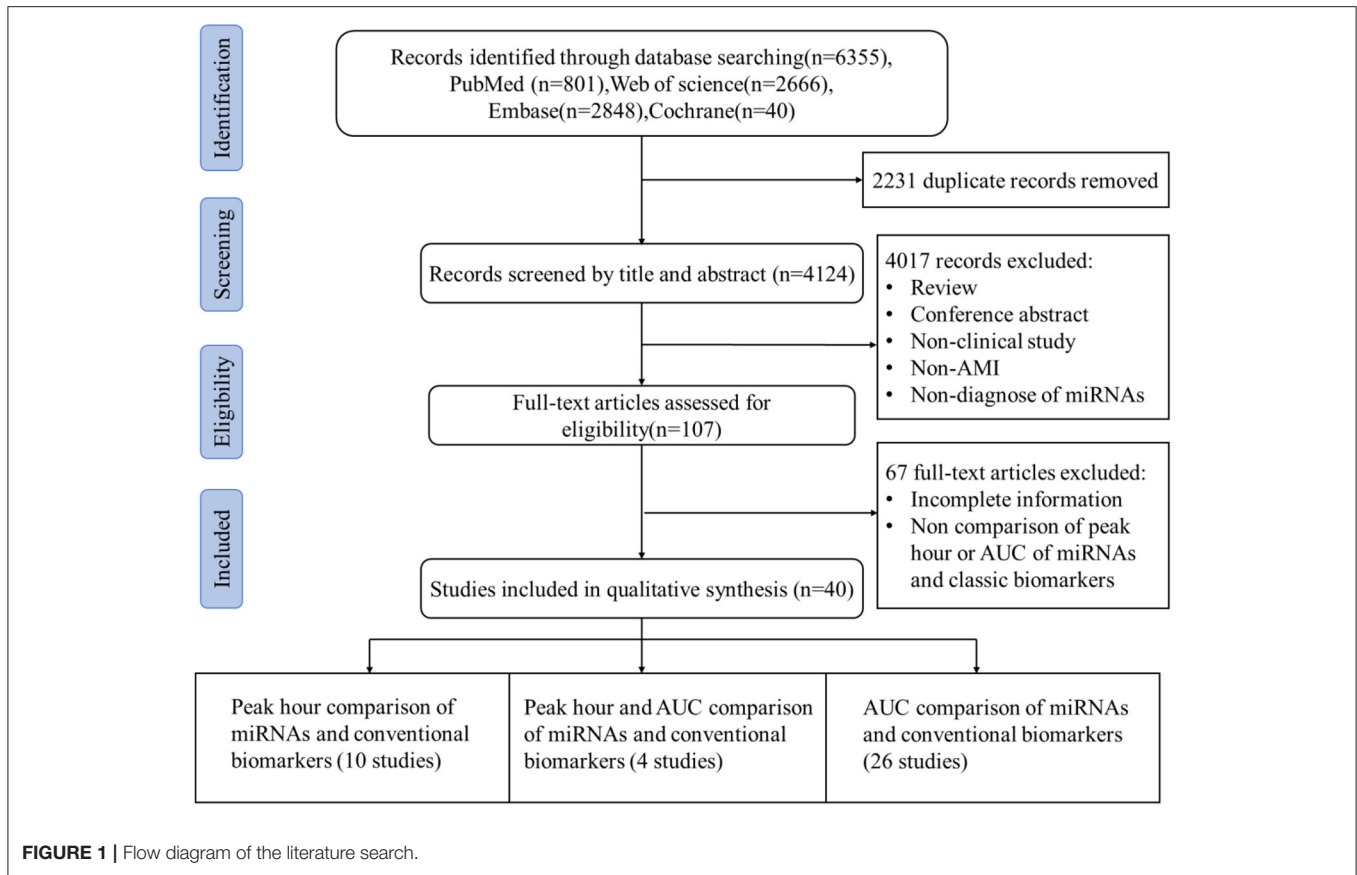 Identification
Records identified through database searching(n=6355),
PubMed (n=801),Web of science(n=2666),
Embase(n=2848),Cochrane(n=40)
2231 duplicate records removed
Screening
Records screened by title and abstract (n=4124)
4017 records excluded:
• Review
• Conference abstract
• Non-clinical study
• Non-AMI
• Non-diagnose of miRNAs
Eligibility
Full-text articles assessed for
eligibility(n=107)
67 full-text articles excluded:
• Incomplete information
• Non comparison of peak
hour or AUC of miRNAs
and classic biomarkers
Included
Studies included in qualitative synthesis (n=40)
Peak hour comparison of
miRNAs and conventional
biomarkers (10 studies)
Peak hour and AUC comparison
of miRNAs and conventional
biomarkers (4 studies)
AUC comparison of miRNAs
and conventional biomarkers
(26 studies)
FIGURE 1 | Flow diagram of the literature search.